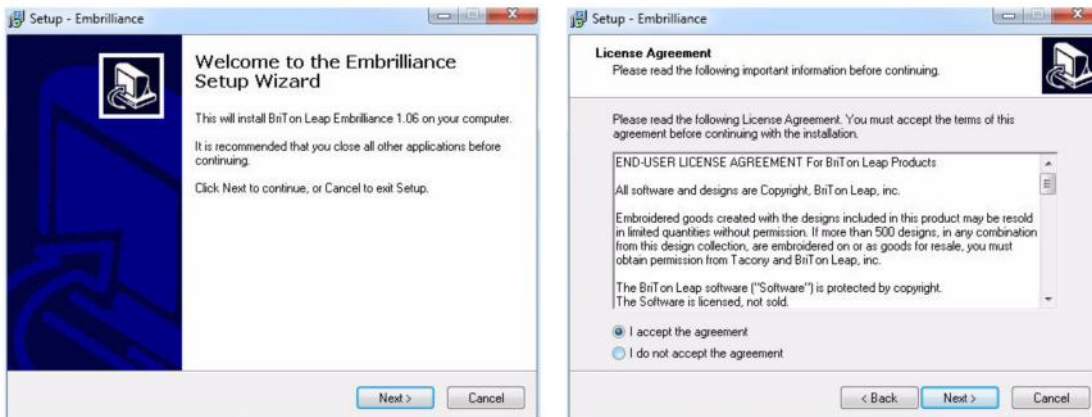 Setup - Embrilliance
Welcome to the Embrilliance
Setup Wizard
This will install BriTon Leap Embrilliance 1.06 on your computer.
It is recommended that you close all other applications before
continuing.
Click Next to continue, or Cancel to exit Setup.
Next >
Cancel
Setup - Embrilliance
License Agreement
Please read the following important information before continuing.
Please read the following License Agreement. You must accept the terms of this
agreement before continuing with the installation.
END-USER LICENSE AGREEMENT For BriTon Leap Products
All software and designs are Copyright, BriTon Leap, inc.
Embroidered goods created with the designs included in this product may be resold
in limited quantities without permission. If more than 500 designs, in any combination
from this design collection, are embroidered on or as goods for resale, you must
obtain permission from Tacony and BriTon Leap, inc.
The BriTon Leap software ("Software") is protected by copyright.
The Software is licensed, not sold.
I accept the agreement
I do not accept the agreement
< Back
Next >
Cancel